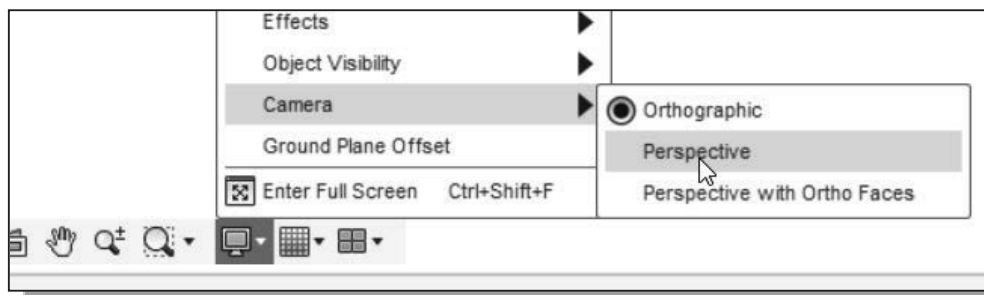 Effects
Object Visibility
Camera
Ground Plane Offset
Enter Full Screen Ctrl+Shift+F
Orthographic
Perspective
Perspective with Ortho Faces